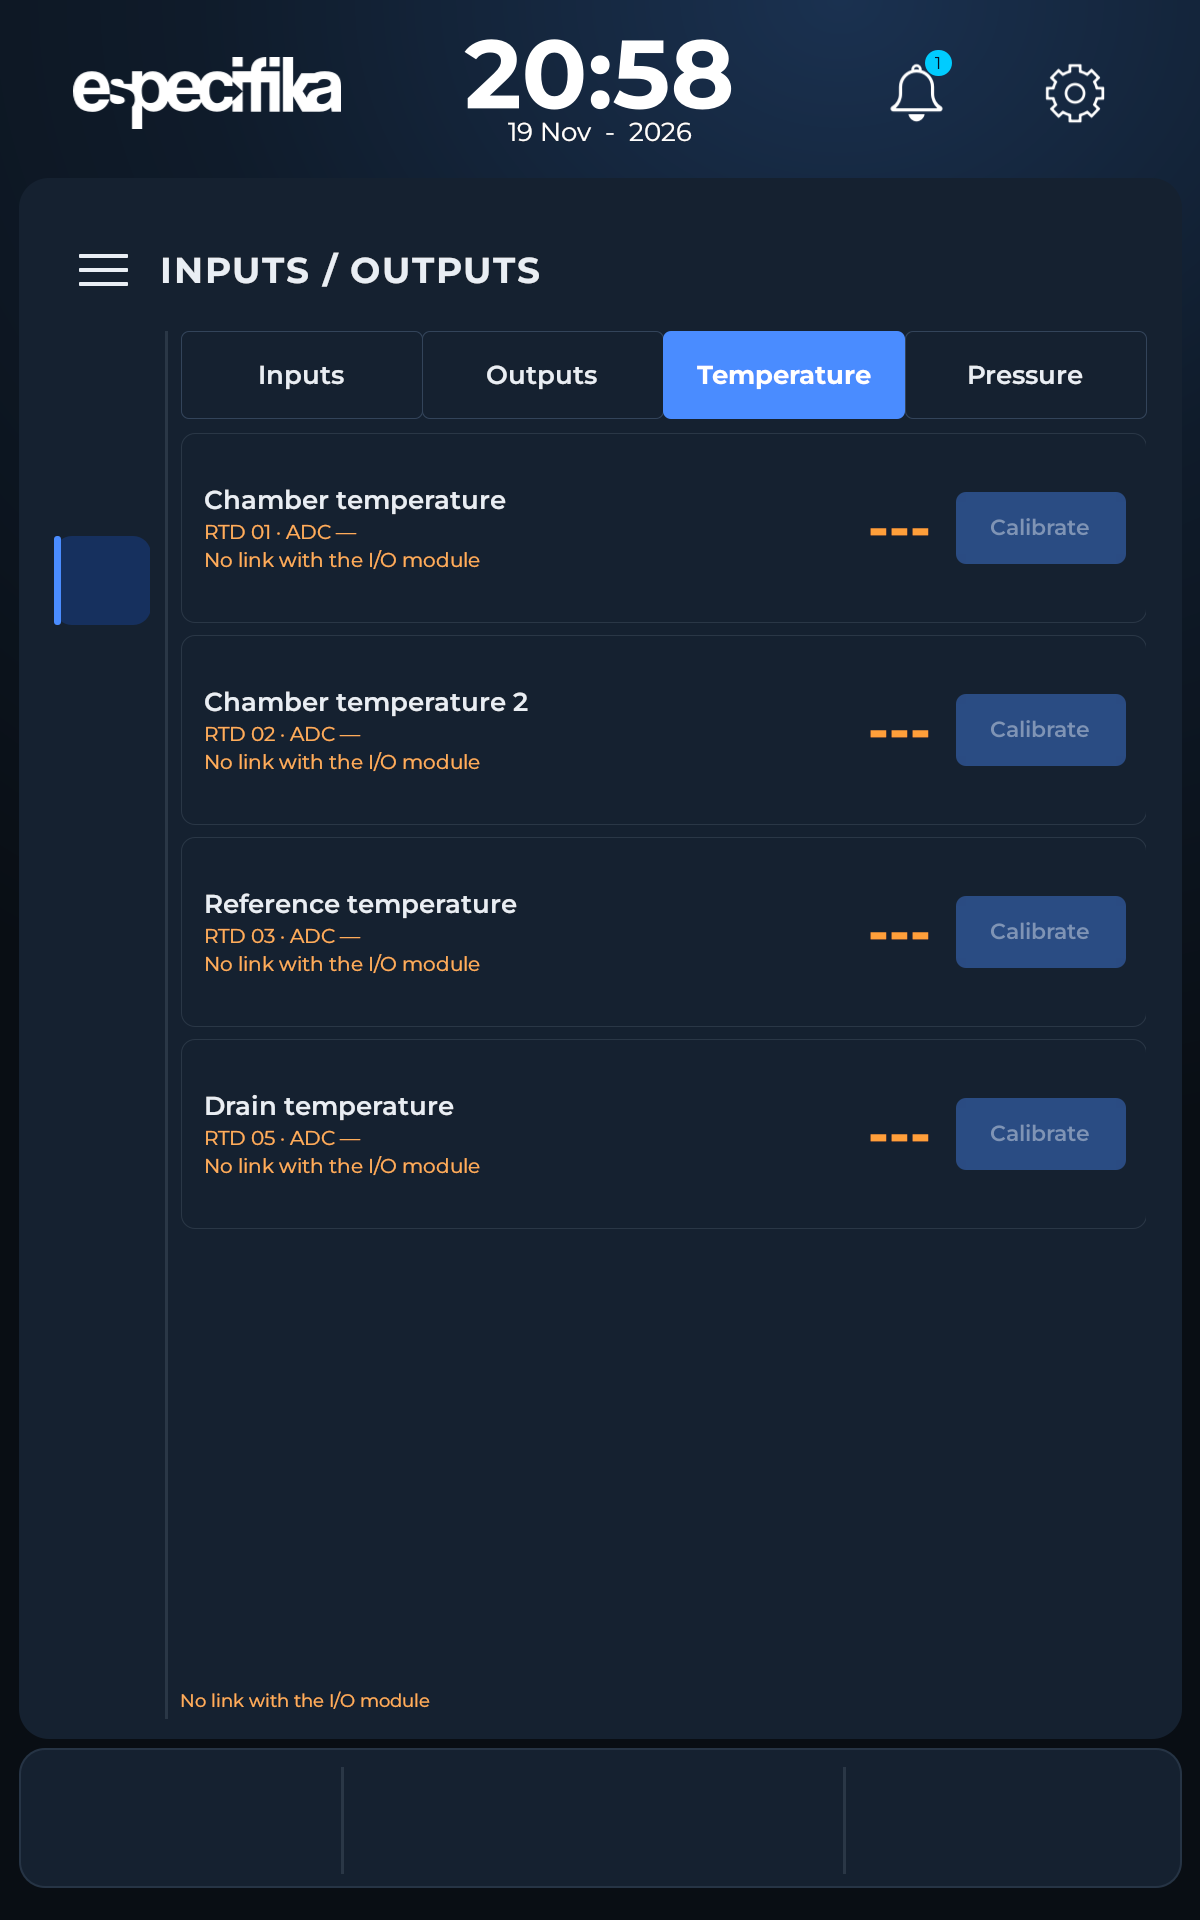 especifika
20:58
19 Nov - 2026
1
INPUTS / OUTPUTS
Inputs
Outputs
Temperature
Pressure
Chamber temperature
RTD 01 · ADC —
No link with the I/O module
---
Calibrate
Chamber temperature 2
RTD 02 · ADC —
No link with the I/O module
---
Calibrate
Reference temperature
RTD 03 · ADC —
No link with the I/O module
---
Calibrate
Drain temperature
RTD 05 · ADC —
No link with the I/O module
---
Calibrate
No link with the I/O module